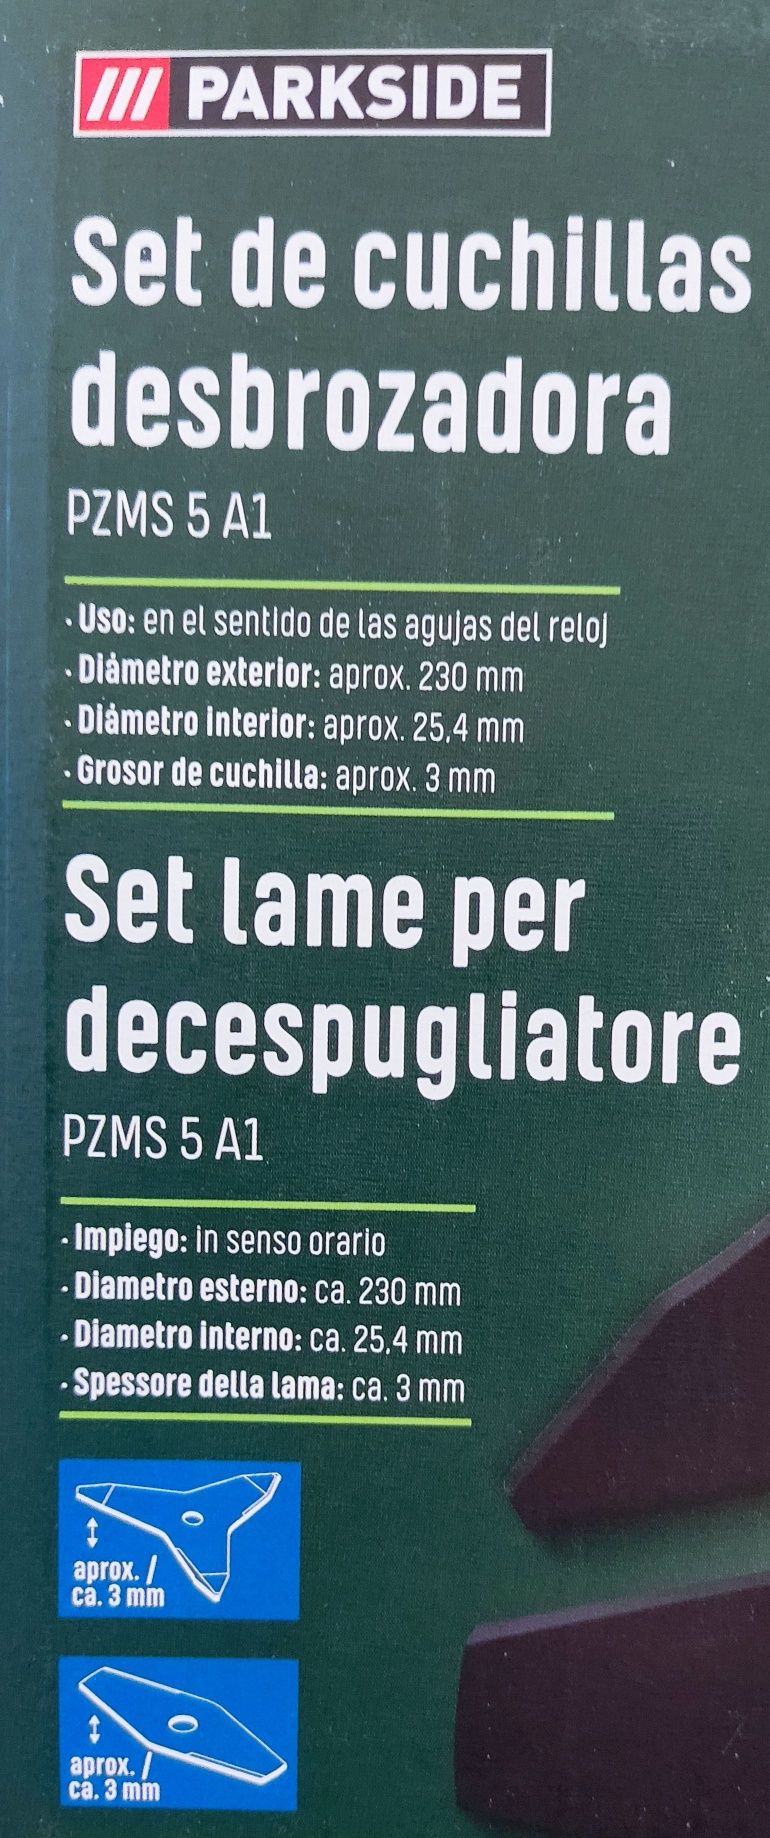 /// PARKSIDE
Set de cuchillas
desbrozadora
PZMS 5 A1
· Uso: en el sentido de las agujas del reloj
· Diámetro exterior: aprox. 230 mm
· Diámetro interior: aprox. 25,4 mm
· Grosor de cuchilla: aprox. 3 mm
Set lame per
decespugliatore
PZMS 5 A1
· Impiego: in senso orario
· Diametro esterno: ca. 230 mm
· Diametro interno: ca. 25,4 mm
· Spessore della lama: ca. 3 mm
aprox. /
ca. 3 mm
aprox. /
ca. 3 mm